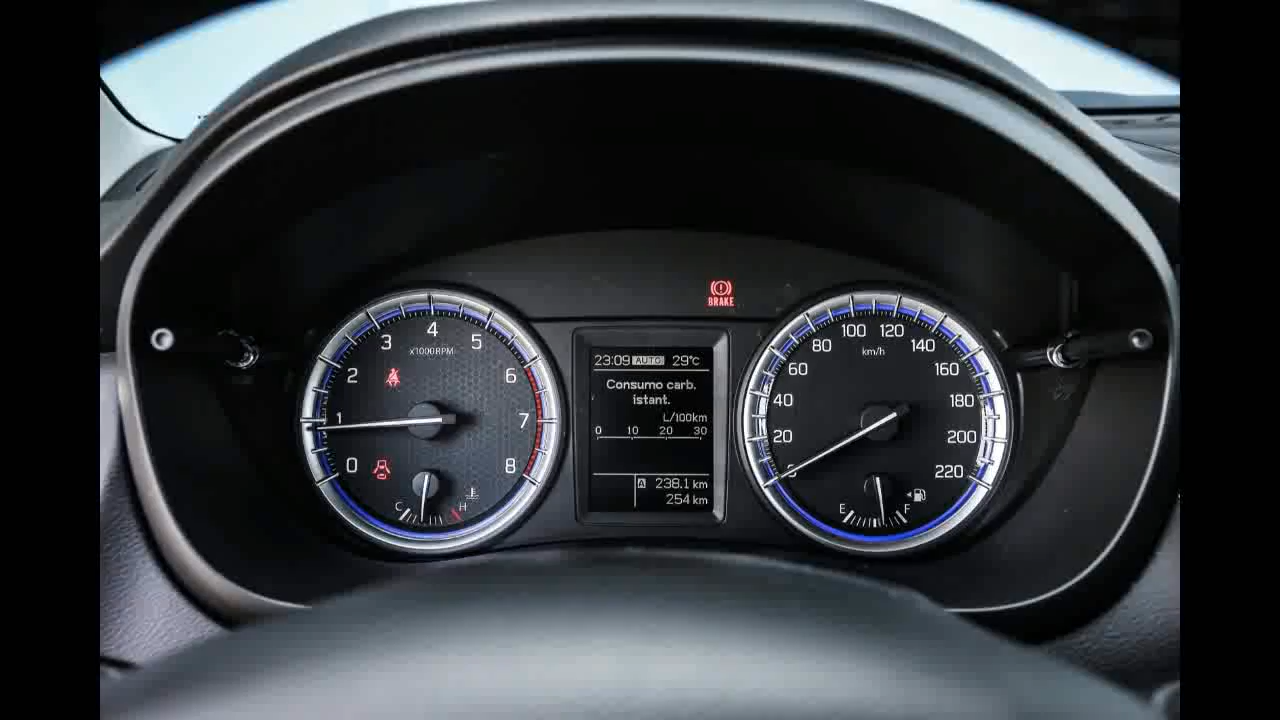 4
3
5
x1000RPM
2
6
1
7
0
8
C
H
BRAKE
23:09 AUTO 29°C
Consumo carb.
istant.
L/100km
0 10 20 30
A 238.1 km
254 km
100 120
80
140
km/h
60
160
40
180
20
200
0
220
E
F